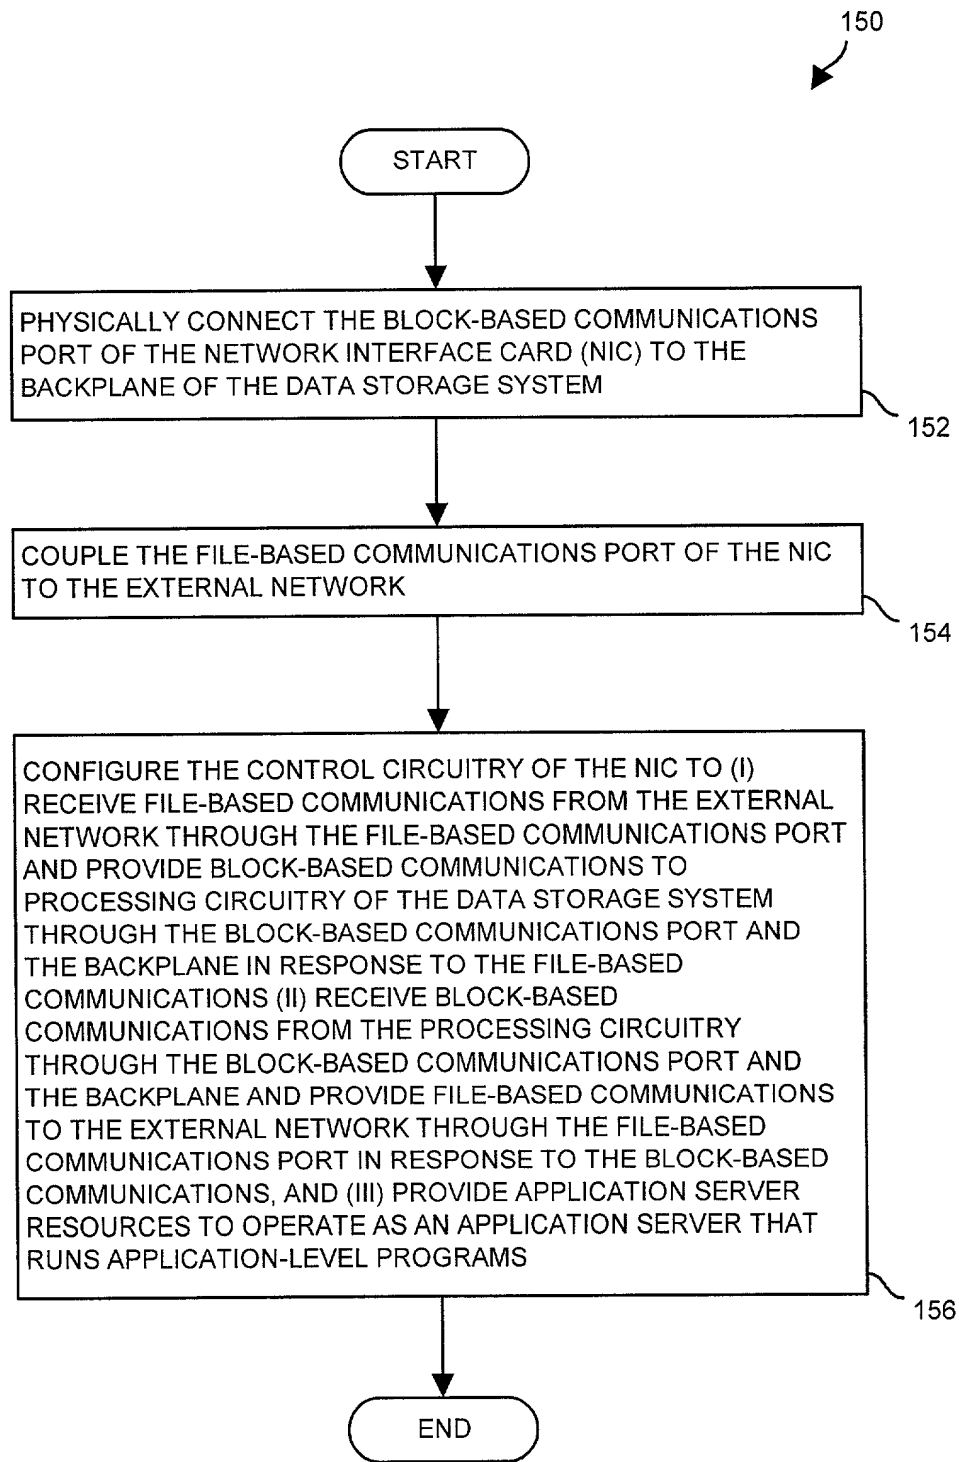 150
START
PHYSICALLY CONNECT THE BLOCK-BASED COMMUNICATIONS
PORT OF THE NETWORK INTERFACE CARD (NIC) TO THE
BACKPLANE OF THE DATA STORAGE SYSTEM
152
COUPLE THE FILE-BASED COMMUNICATIONS PORT OF THE NIC
TO THE EXTERNAL NETWORK
154
CONFIGURE THE CONTROL CIRCUITRY OF THE NIC TO (I)
RECEIVE FILE-BASED COMMUNICATIONS FROM THE EXTERNAL
NETWORK THROUGH THE FILE-BASED COMMUNICATIONS PORT
AND PROVIDE BLOCK-BASED COMMUNICATIONS TO
PROCESSING CIRCUITRY OF THE DATA STORAGE SYSTEM
THROUGH THE BLOCK-BASED COMMUNICATIONS PORT AND
THE BACKPLANE IN RESPONSE TO THE FILE-BASED
COMMUNICATIONS (II) RECEIVE BLOCK-BASED
COMMUNICATIONS FROM THE PROCESSING CIRCUITRY
THROUGH THE BLOCK-BASED COMMUNICATIONS PORT AND
THE BACKPLANE AND PROVIDE FILE-BASED COMMUNICATIONS
TO THE EXTERNAL NETWORK THROUGH THE FILE-BASED
COMMUNICATIONS PORT IN RESPONSE TO THE BLOCK-BASED
COMMUNICATIONS, AND (III) PROVIDE APPLICATION SERVER
RESOURCES TO OPERATE AS AN APPLICATION SERVER THAT
RUNS APPLICATION-LEVEL PROGRAMS
156
END